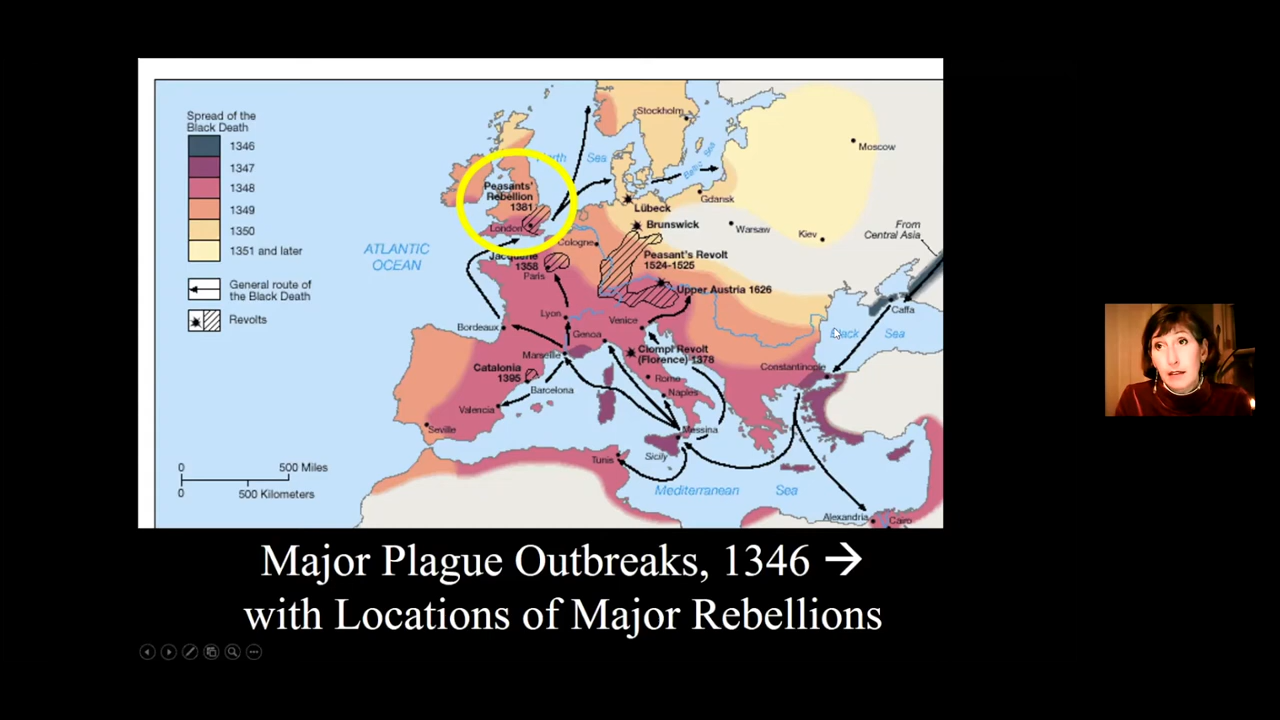 Spread of the
Black Death
1346
1347
1348
1349
1350
1351 and later
General route of
the Black Death
Revolts
Stockholm
Moscow
North Sea
Baltic Sea
Peasants'
Rebellion
1381
London
Lübeck
Gdansk
Brunswick
Warsaw
Kiev
From
Central Asia
ATLANTIC
OCEAN
Cologne
Jacquerie
1358
Paris
Peasant's Revolt
1524-1525
Upper Austria 1626
Caffa
Black Sea
Bordeaux
Lyon
Venice
Genoa
Marseille
Ciompi Revolt
(Florence) 1378
Constantinople
Catalonia
1395
Barcelona
Rome
Naples
Valencia
Seville
Messina
Sicily
Tunis
0 500 Miles
0 500 Kilometers
Mediterranean Sea
Alexandria
Cairo
Major Plague Outbreaks, 1346 →
with Locations of Major Rebellions